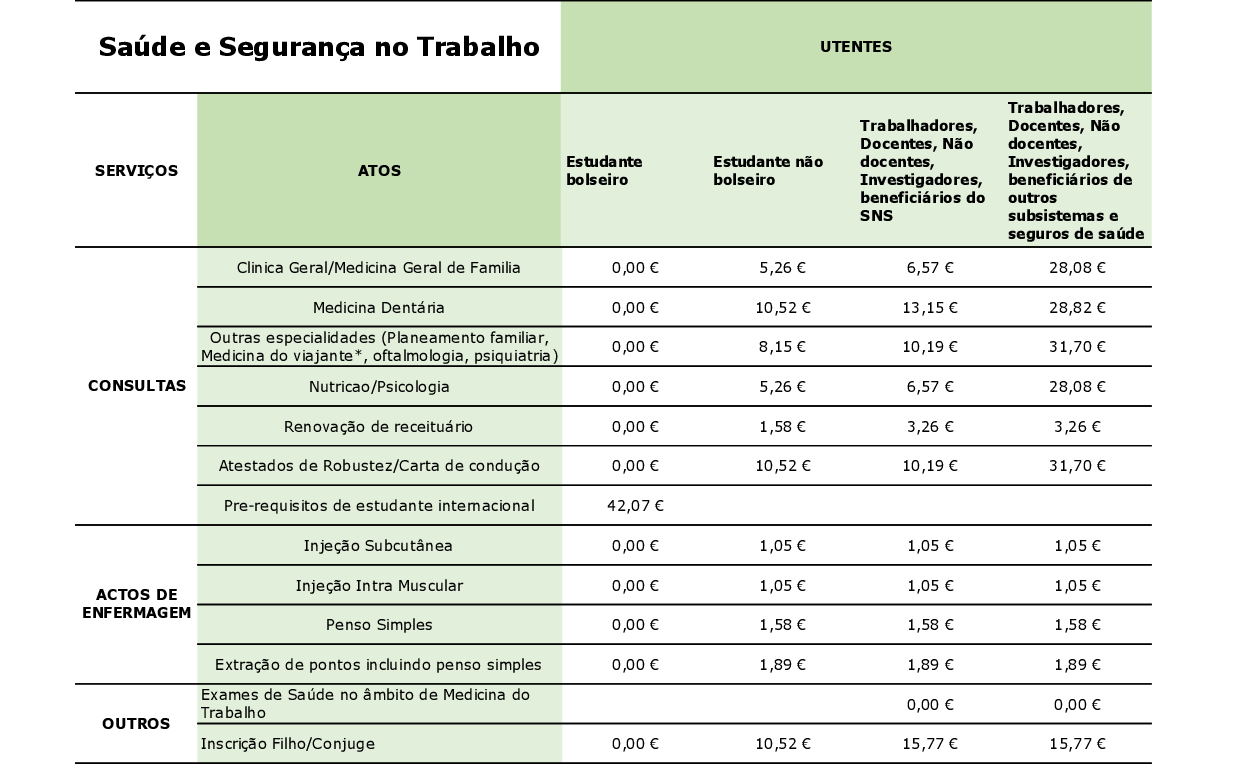 Saúde e Segurança no Trabalho
UTENTES
SERVIÇOS
ATOS
Estudante
bolseiro
Estudante não
bolseiro
Trabalhadores,
Docentes, Não
docentes,
Investigadores,
beneficiários do
SNS
Trabalhadores,
Docentes, Não
docentes,
Investigadores,
beneficiários de
outros
subsistemas e
seguros de saúde
CONSULTAS
Clinica Geral/Medicina Geral de Familia 0,00 € 5,26 € 6,57 € 28,08 €
Medicina Dentária 0,00 € 10,52 € 13,15 € 28,82 €
Outras especialidades (Planeamento familiar,
Medicina do viajante*, oftalmologia, psiquiatria)
0,00 € 8,15 € 10,19 € 31,70 €
Nutricao/Psicologia 0,00 € 5,26 € 6,57 € 28,08 €
Renovação de receituário 0,00 € 1,58 € 3,26 € 3,26 €
Atestados de Robustez/Carta de condução 0,00 € 10,52 € 10,19 € 31,70 €
Pre-requisitos de estudante internacional 42,07 €
ACTOS DE
ENFERMAGEM
Injeção Subcutânea 0,00 € 1,05 € 1,05 € 1,05 €
Injeção Intra Muscular 0,00 € 1,05 € 1,05 € 1,05 €
Penso Simples 0,00 € 1,58 € 1,58 € 1,58 €
Extração de pontos incluindo penso simples 0,00 € 1,89 € 1,89 € 1,89 €
OUTROS
Exames de Saúde no âmbito de Medicina do
Trabalho
0,00 € 0,00 €
Inscrição Filho/Conjuge 0,00 € 10,52 € 15,77 € 15,77 €